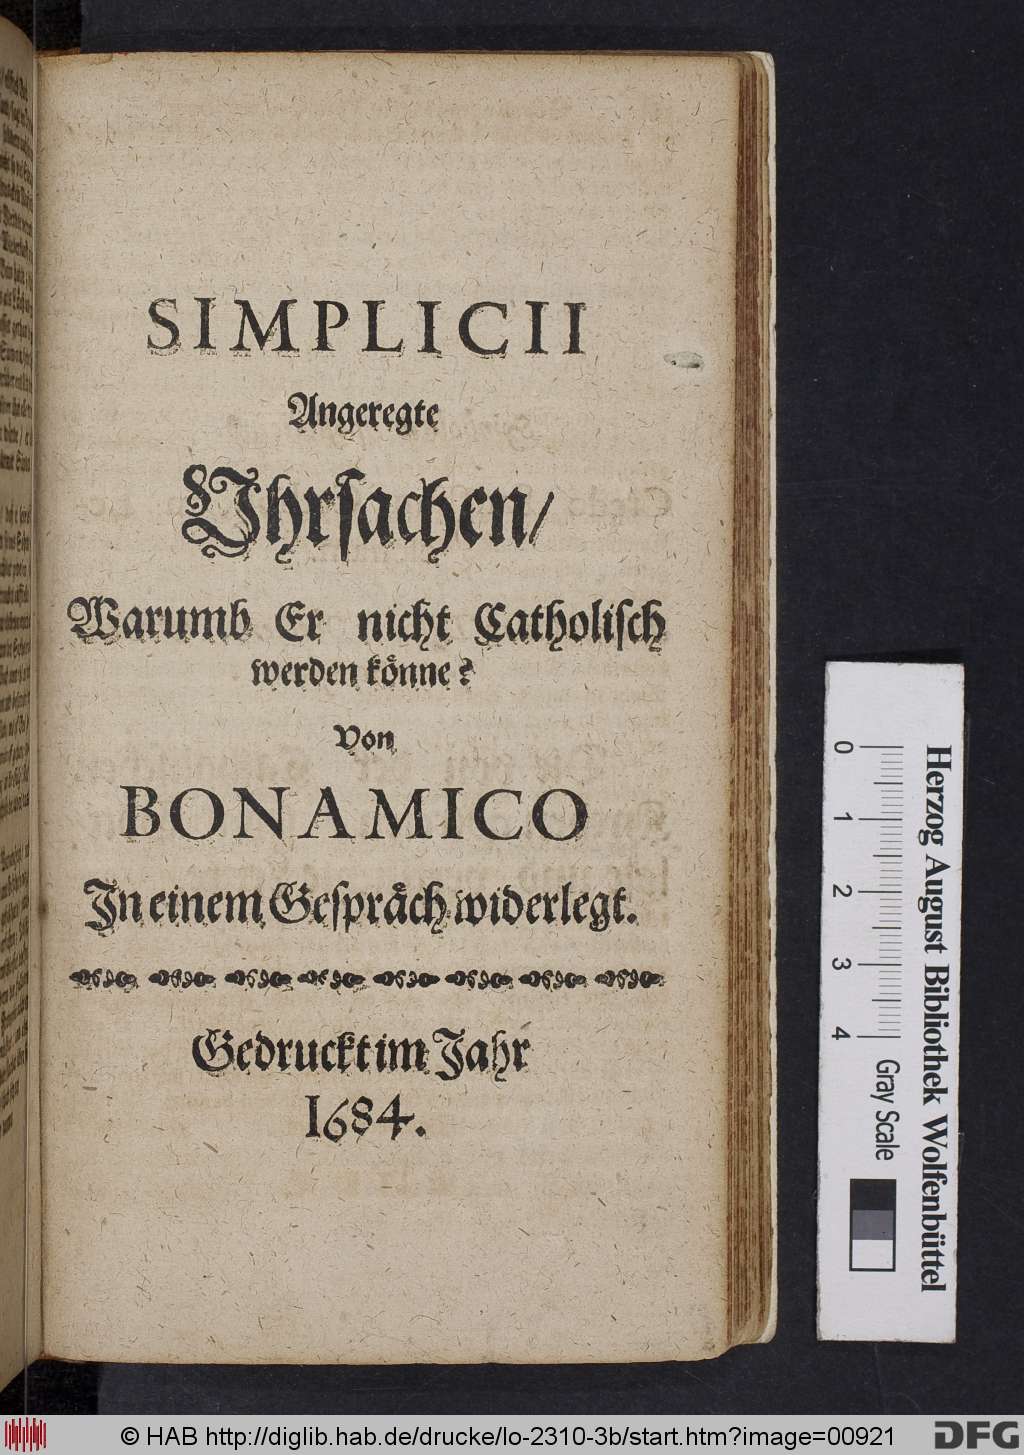 SIMPLICII
Angeregte
Uhrsachen/
Warumb Er nicht Catholisch
werden könne?
Von
BONAMICO
In einem Gespräch widerlegt.
Gedruckt im Jahr
1684.
0 1 2 3 4
Gray Scale
Herzog August Bibliothek Wolfenbüttel
© HAB http://diglib.hab.de/drucke/lo-2310-3b/start.htm?image=00921
DFG